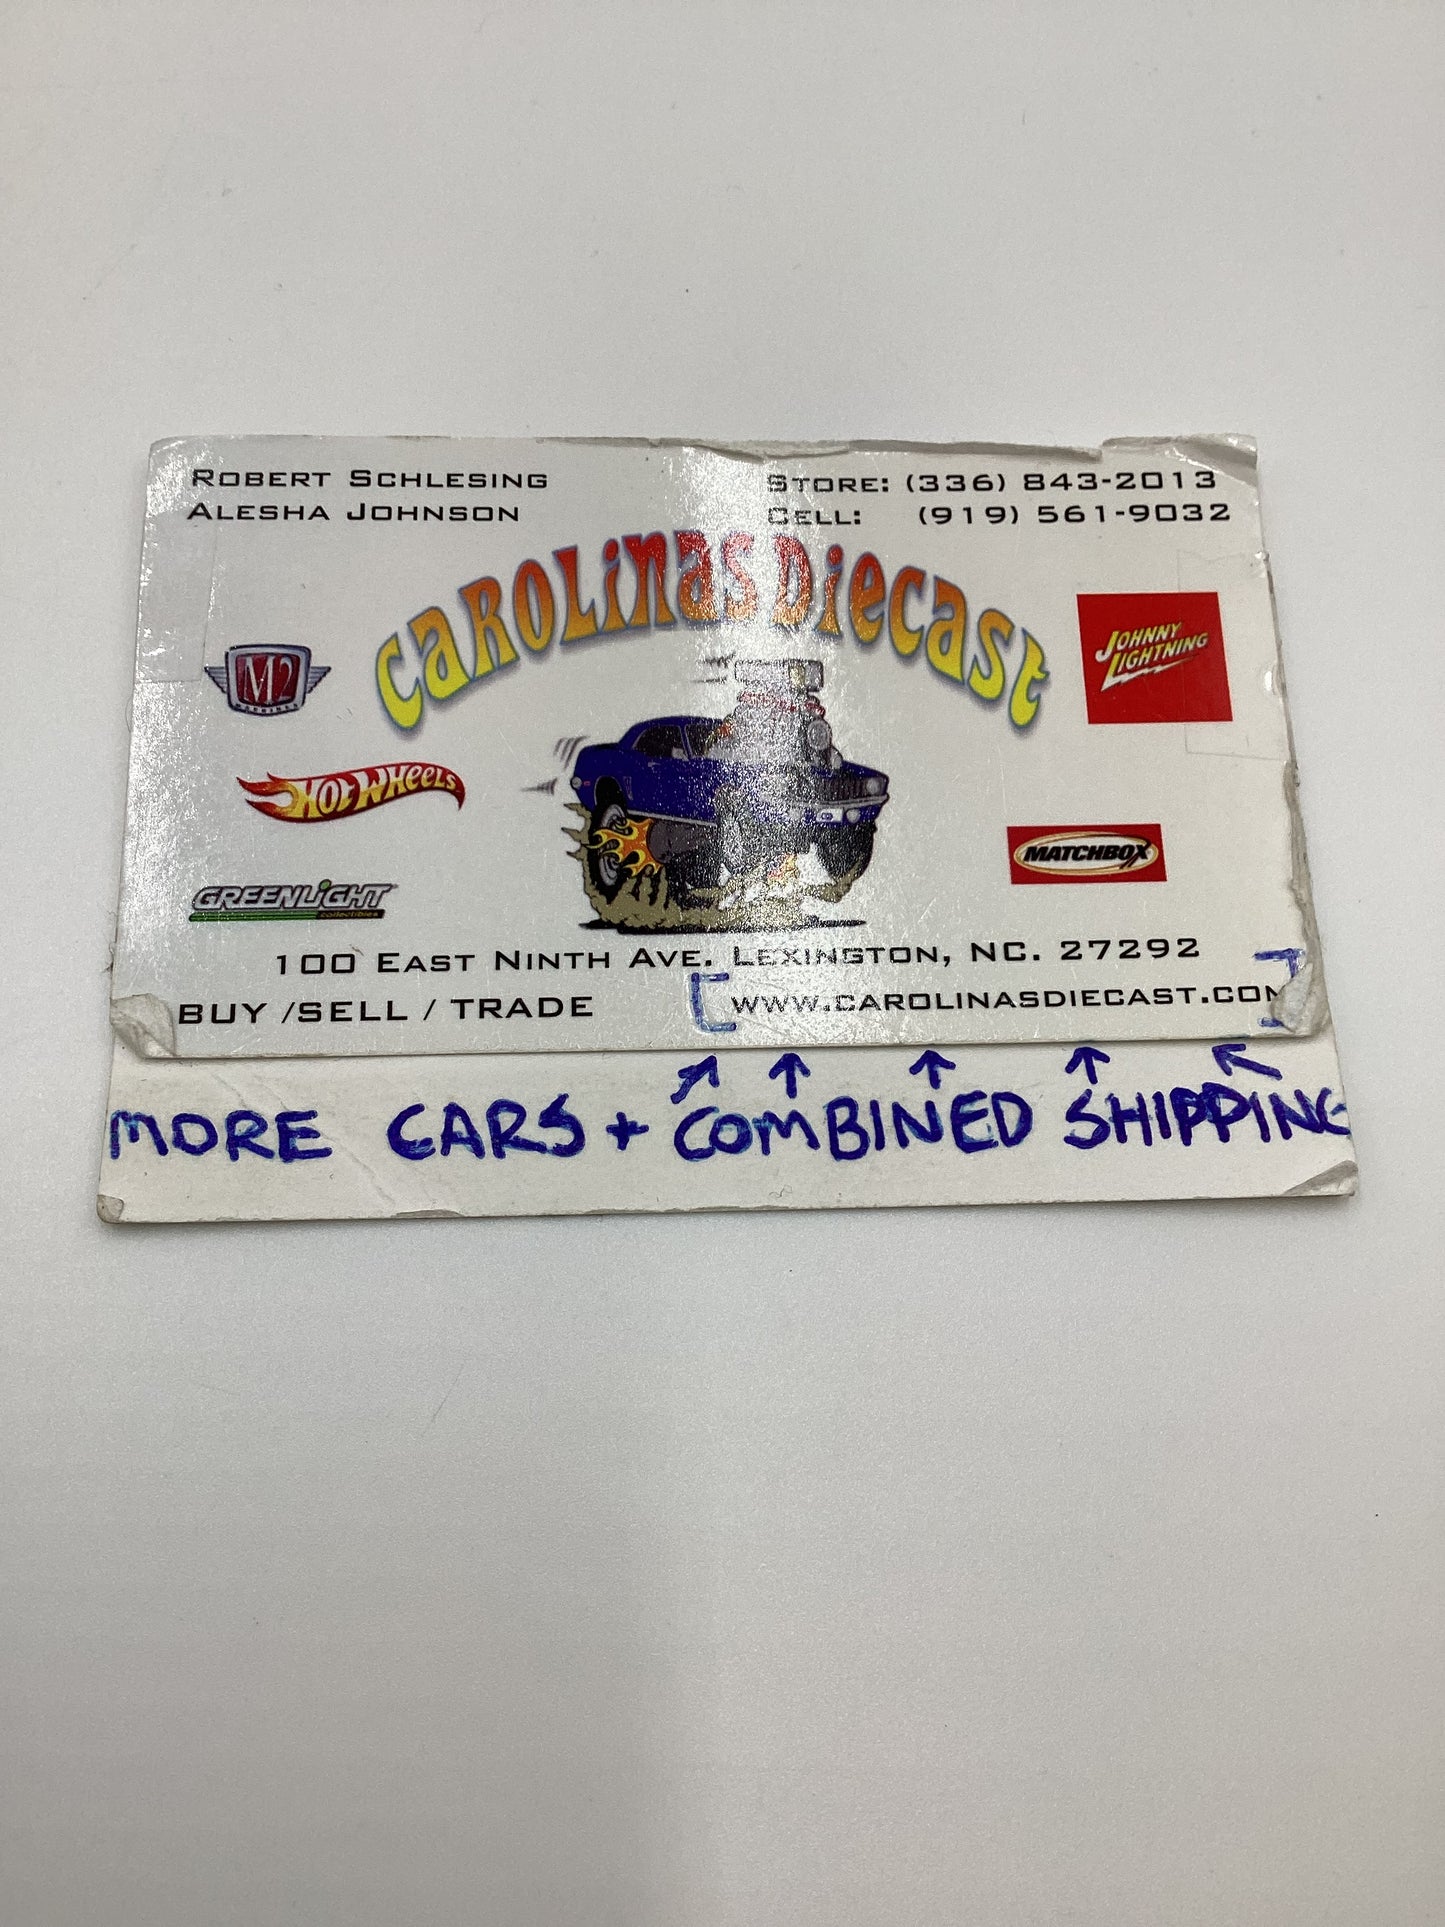 Robert Schlesing
Alesha Johnson
Store: (336) 843-2013
Cell: (919) 561-9032
Carolinas Diecast
M2
MACHINES
Johnny Lightning
Hot Wheels
MATCHBOX
GREENLiGHT
collectibles
100 East Ninth Ave. Lexington, NC. 27292
BUY /SELL / TRADE
[www.carolinasdiecast.com]
MORE CARS + COMBINED SHIPPING